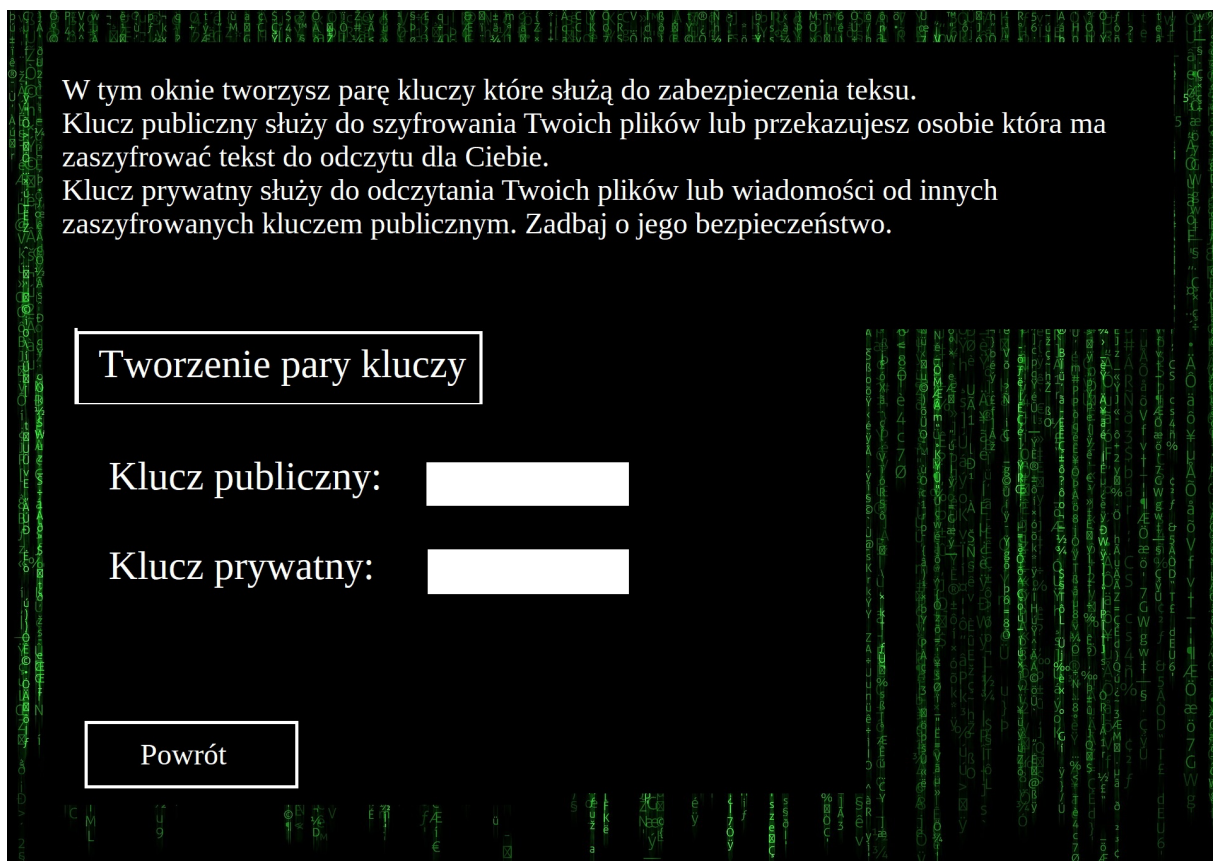 W tym oknie tworzysz parę kluczy które służą do zabezpieczenia teksu.
Klucz publiczny służy do szyfrowania Twoich plików lub przekazujesz osobie która ma
zaszyfrować tekst do odczytu dla Ciebie.
Klucz prywatny służy do odczytania Twoich plików lub wiadomości od innych
zaszyfrowanych kluczem publicznym. Zadbaj o jego bezpieczeństwo.
Tworzenie pary kluczy
Klucz publiczny:
Klucz prywatny:
Powrót